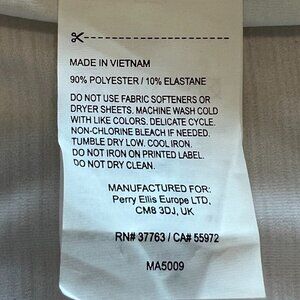 MADE IN VIETNAM
90% POLYESTER / 10% ELASTANE
DO NOT USE FABRIC SOFTENERS OR
DRYER SHEETS. MACHINE WASH COLD
WITH LIKE COLORS. DELICATE CYCLE.
NON-CHLORINE BLEACH IF NEEDED.
TUMBLE DRY LOW. COOL IRON.
DO NOT IRON ON PRINTED LABEL.
DO NOT DRY CLEAN.
MANUFACTURED FOR:
Perry Ellis Europe LTD,
CM8 3DJ, UK
RN# 37763 / CA# 55972
MA5009